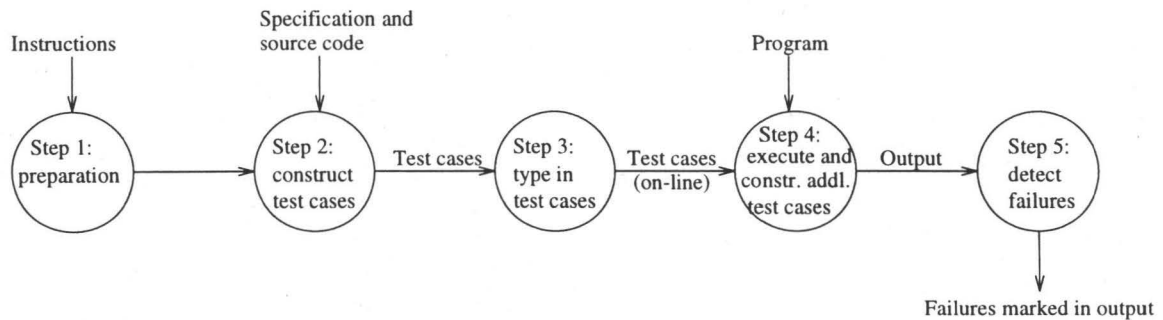 Instructions
Specification and
source code
Program
Step 1:
preparation
Step 2:
construct
test cases
Test cases
Step 3:
type in
test cases
Test cases
(on-line)
Step 4:
execute and
constr. addl.
test cases
Output
Step 5:
detect
failures
Failures marked in output